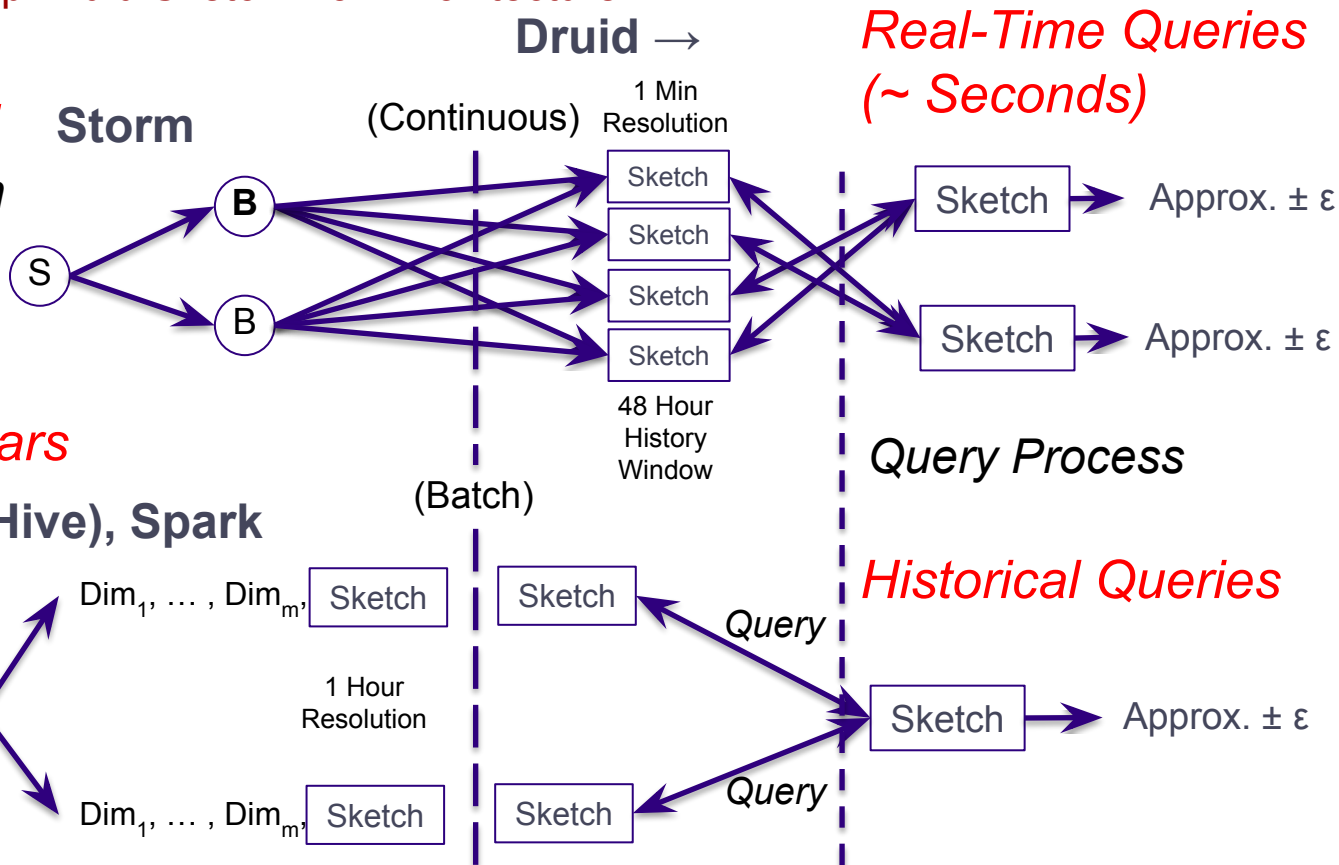 Druid →
Real-Time Queries
(~ Seconds)
Storm
(Continuous)
1 Min
Resolution
S
B
B
Sketch
Sketch
Sketch
Sketch
48 Hour
History
Window
Sketch
Approx. ± ε
Sketch
Approx. ± ε
Query Process
ars
(Batch)
Hive), Spark
Historical Queries
Dim1, … , Dimm,
Sketch
Sketch
Query
1 Hour
Resolution
Sketch
Approx. ± ε
Dim1, … , Dimm,
Sketch
Sketch
Query